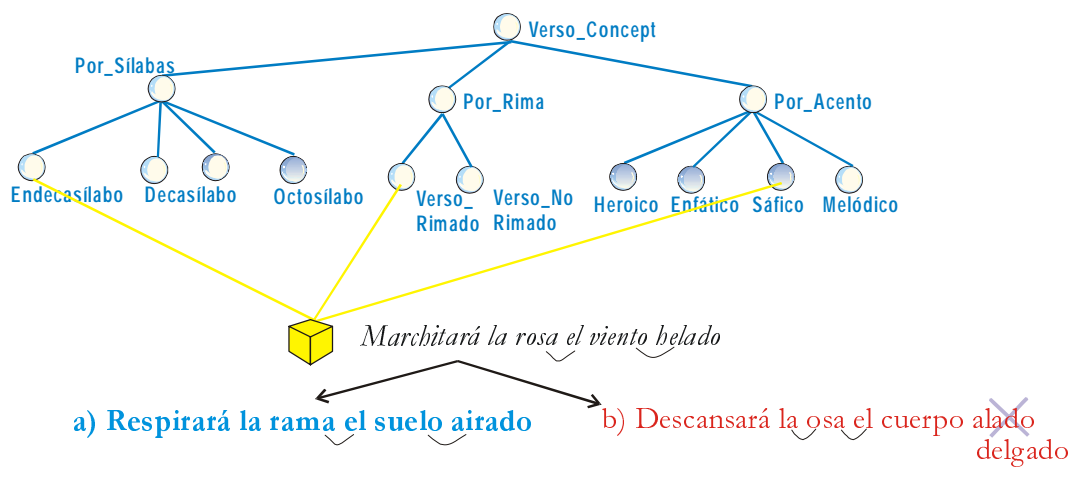 Verso_Concept
Por_Sílabas
Por_Rima
Por_Acento
Endecasílabo
Decasílabo
Octosílabo
Verso_
Rimado
Verso_No
Rimado
Heroico
Enfático
Sáfico
Melódico
Marchitará la rosa el viento helado
a) Respirará la rama el suelo airado
b) Descansará la osa el cuerpo alado
delgado